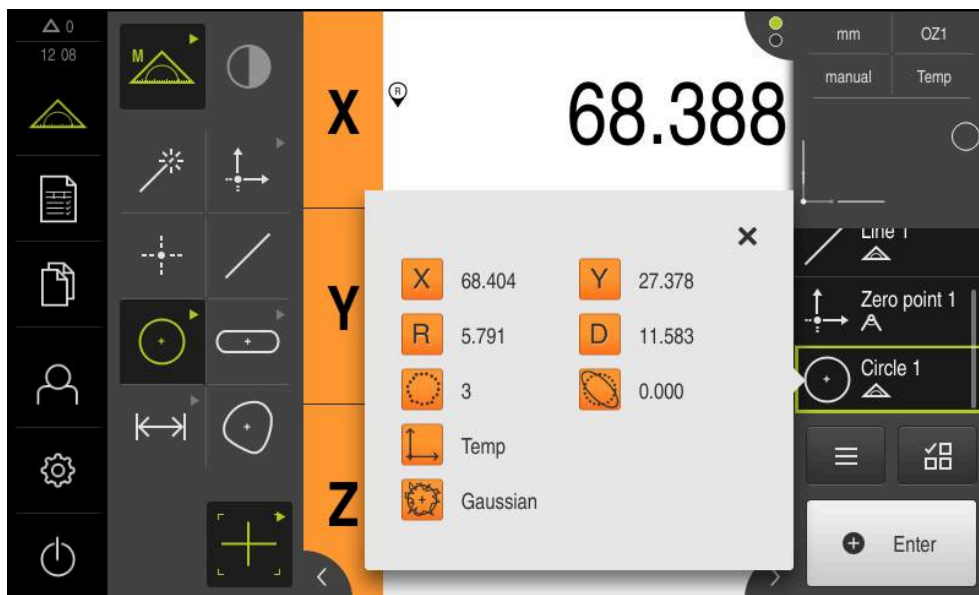 0
12 08
M
X
R
68.388
Y
Z
X 68.404
Y 27.378
R 5.791
D 11.583
3
0.000
Temp
Gaussian
mm
OZ1
manual
Temp
Line 1
Zero point 1
Circle 1
Enter